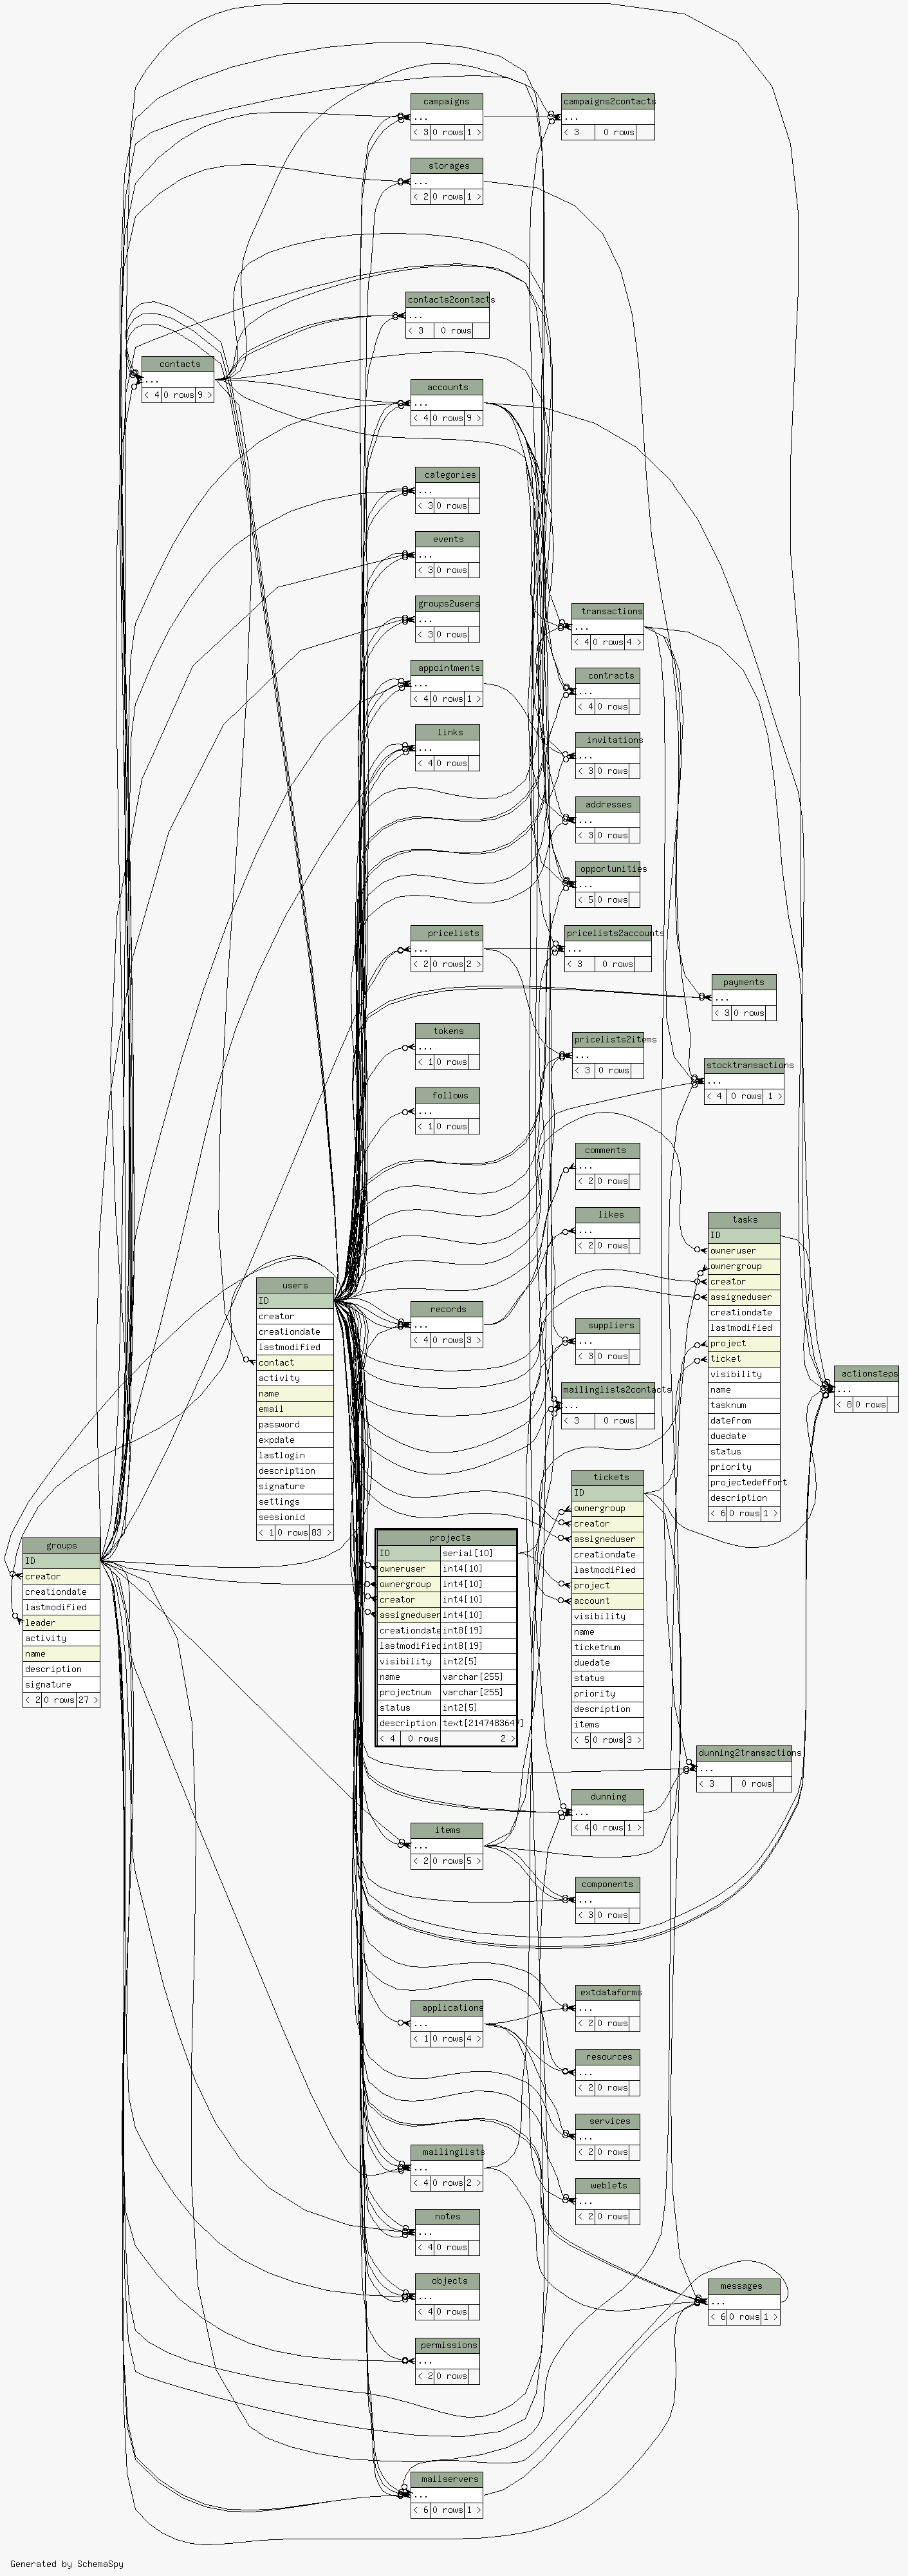 campaigns
...
< 3 0 rows 1 >
campaigns2contacts
...
< 3 0 rows
storages
...
< 2 0 rows 1 >
contacts2contacts
...
< 3 0 rows
contacts
...
< 4 0 rows 9 >
accounts
...
< 4 0 rows 9 >
categories
...
< 3 0 rows
events
...
< 3 0 rows
groups2users
...
< 3 0 rows
transactions
...
< 4 0 rows 4 >
appointments
...
< 4 0 rows 1 >
contracts
...
< 4 0 rows
links
...
< 4 0 rows
invitations
...
< 3 0 rows
addresses
...
< 3 0 rows
opportunities
...
< 5 0 rows
pricelists
...
< 2 0 rows 2 >
pricelists2accounts
...
< 3 0 rows
payments
...
< 3 0 rows
tokens
...
< 1 0 rows
pricelists2items
...
< 3 0 rows
stocktransactions
...
< 4 0 rows 1 >
follows
...
< 1 0 rows
comments
...
< 2 0 rows
likes
...
< 2 0 rows
tasks
ID
owneruser
ownergroup
creator
assigneduser
creationdate
lastmodified
project
ticket
visibility
name
tasknum
datefrom
duedate
status
priority
projectedeffort
description
< 6 0 rows 1 >
users
ID
creator
creationdate
lastmodified
contact
activity
name
email
password
expdate
lastlogin
description
signature
settings
sessionid
< 1 0 rows 83 >
records
...
< 4 0 rows 3 >
suppliers
...
< 3 0 rows
actionsteps
...
< 8 0 rows
mailinglists2contacts
...
< 3 0 rows
tickets
ID
ownergroup
creator
assigneduser
creationdate
lastmodified
project
account
visibility
name
ticketnum
duedate
status
priority
description
items
< 5 0 rows 3 >
projects
ID serial[10]
owneruser int4[10]
ownergroup int4[10]
creator int4[10]
assigneduser int4[10]
creationdate int8[19]
lastmodified int8[19]
visibility int2[5]
name varchar[255]
projectnum varchar[255]
status int2[5]
description text[2147483647]
< 4 0 rows 2 >
groups
ID
creator
creationdate
lastmodified
leader
activity
name
description
signature
< 2 0 rows 27 >
dunning2transactions
...
< 3 0 rows
dunning
...
< 4 0 rows 1 >
items
...
< 2 0 rows 5 >
components
...
< 3 0 rows
extdataforms
...
< 2 0 rows
applications
...
< 1 0 rows 4 >
resources
...
< 2 0 rows
services
...
< 2 0 rows
mailinglists
...
< 4 0 rows 2 >
weblets
...
< 2 0 rows
notes
...
< 4 0 rows
objects
...
< 4 0 rows
messages
...
< 6 0 rows 1 >
permissions
...
< 2 0 rows
mailservers
...
< 6 0 rows 1 >
Generated by SchemaSpy